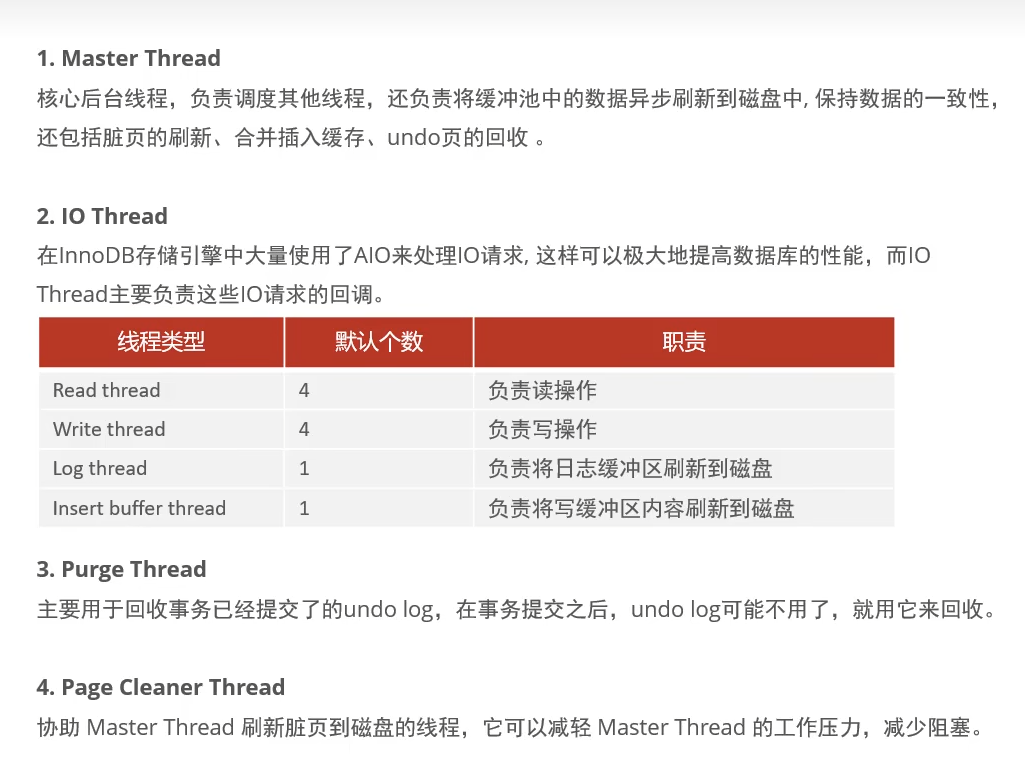 1. Master Thread
核心后台线程，负责调度其他线程，还负责将缓冲池中的数据异步刷新到磁盘中, 保持数据的一致性，
还包括脏页的刷新、合并插入缓存、undo页的回收 。
2. IO Thread
在InnoDB存储引擎中大量使用了AIO来处理IO请求, 这样可以极大地提高数据库的性能，而IO
Thread主要负责这些IO请求的回调。
线程类型 默认个数 职责
Read thread 4 负责读操作
Write thread 4 负责写操作
Log thread 1 负责将日志缓冲区刷新到磁盘
Insert buffer thread 1 负责将写缓冲区内容刷新到磁盘
3. Purge Thread
主要用于回收事务已经提交了的undo log，在事务提交之后，undo log可能不用了，就用它来回收。
4. Page Cleaner Thread
协助 Master Thread 刷新脏页到磁盘的线程，它可以减轻 Master Thread 的工作压力，减少阻塞。